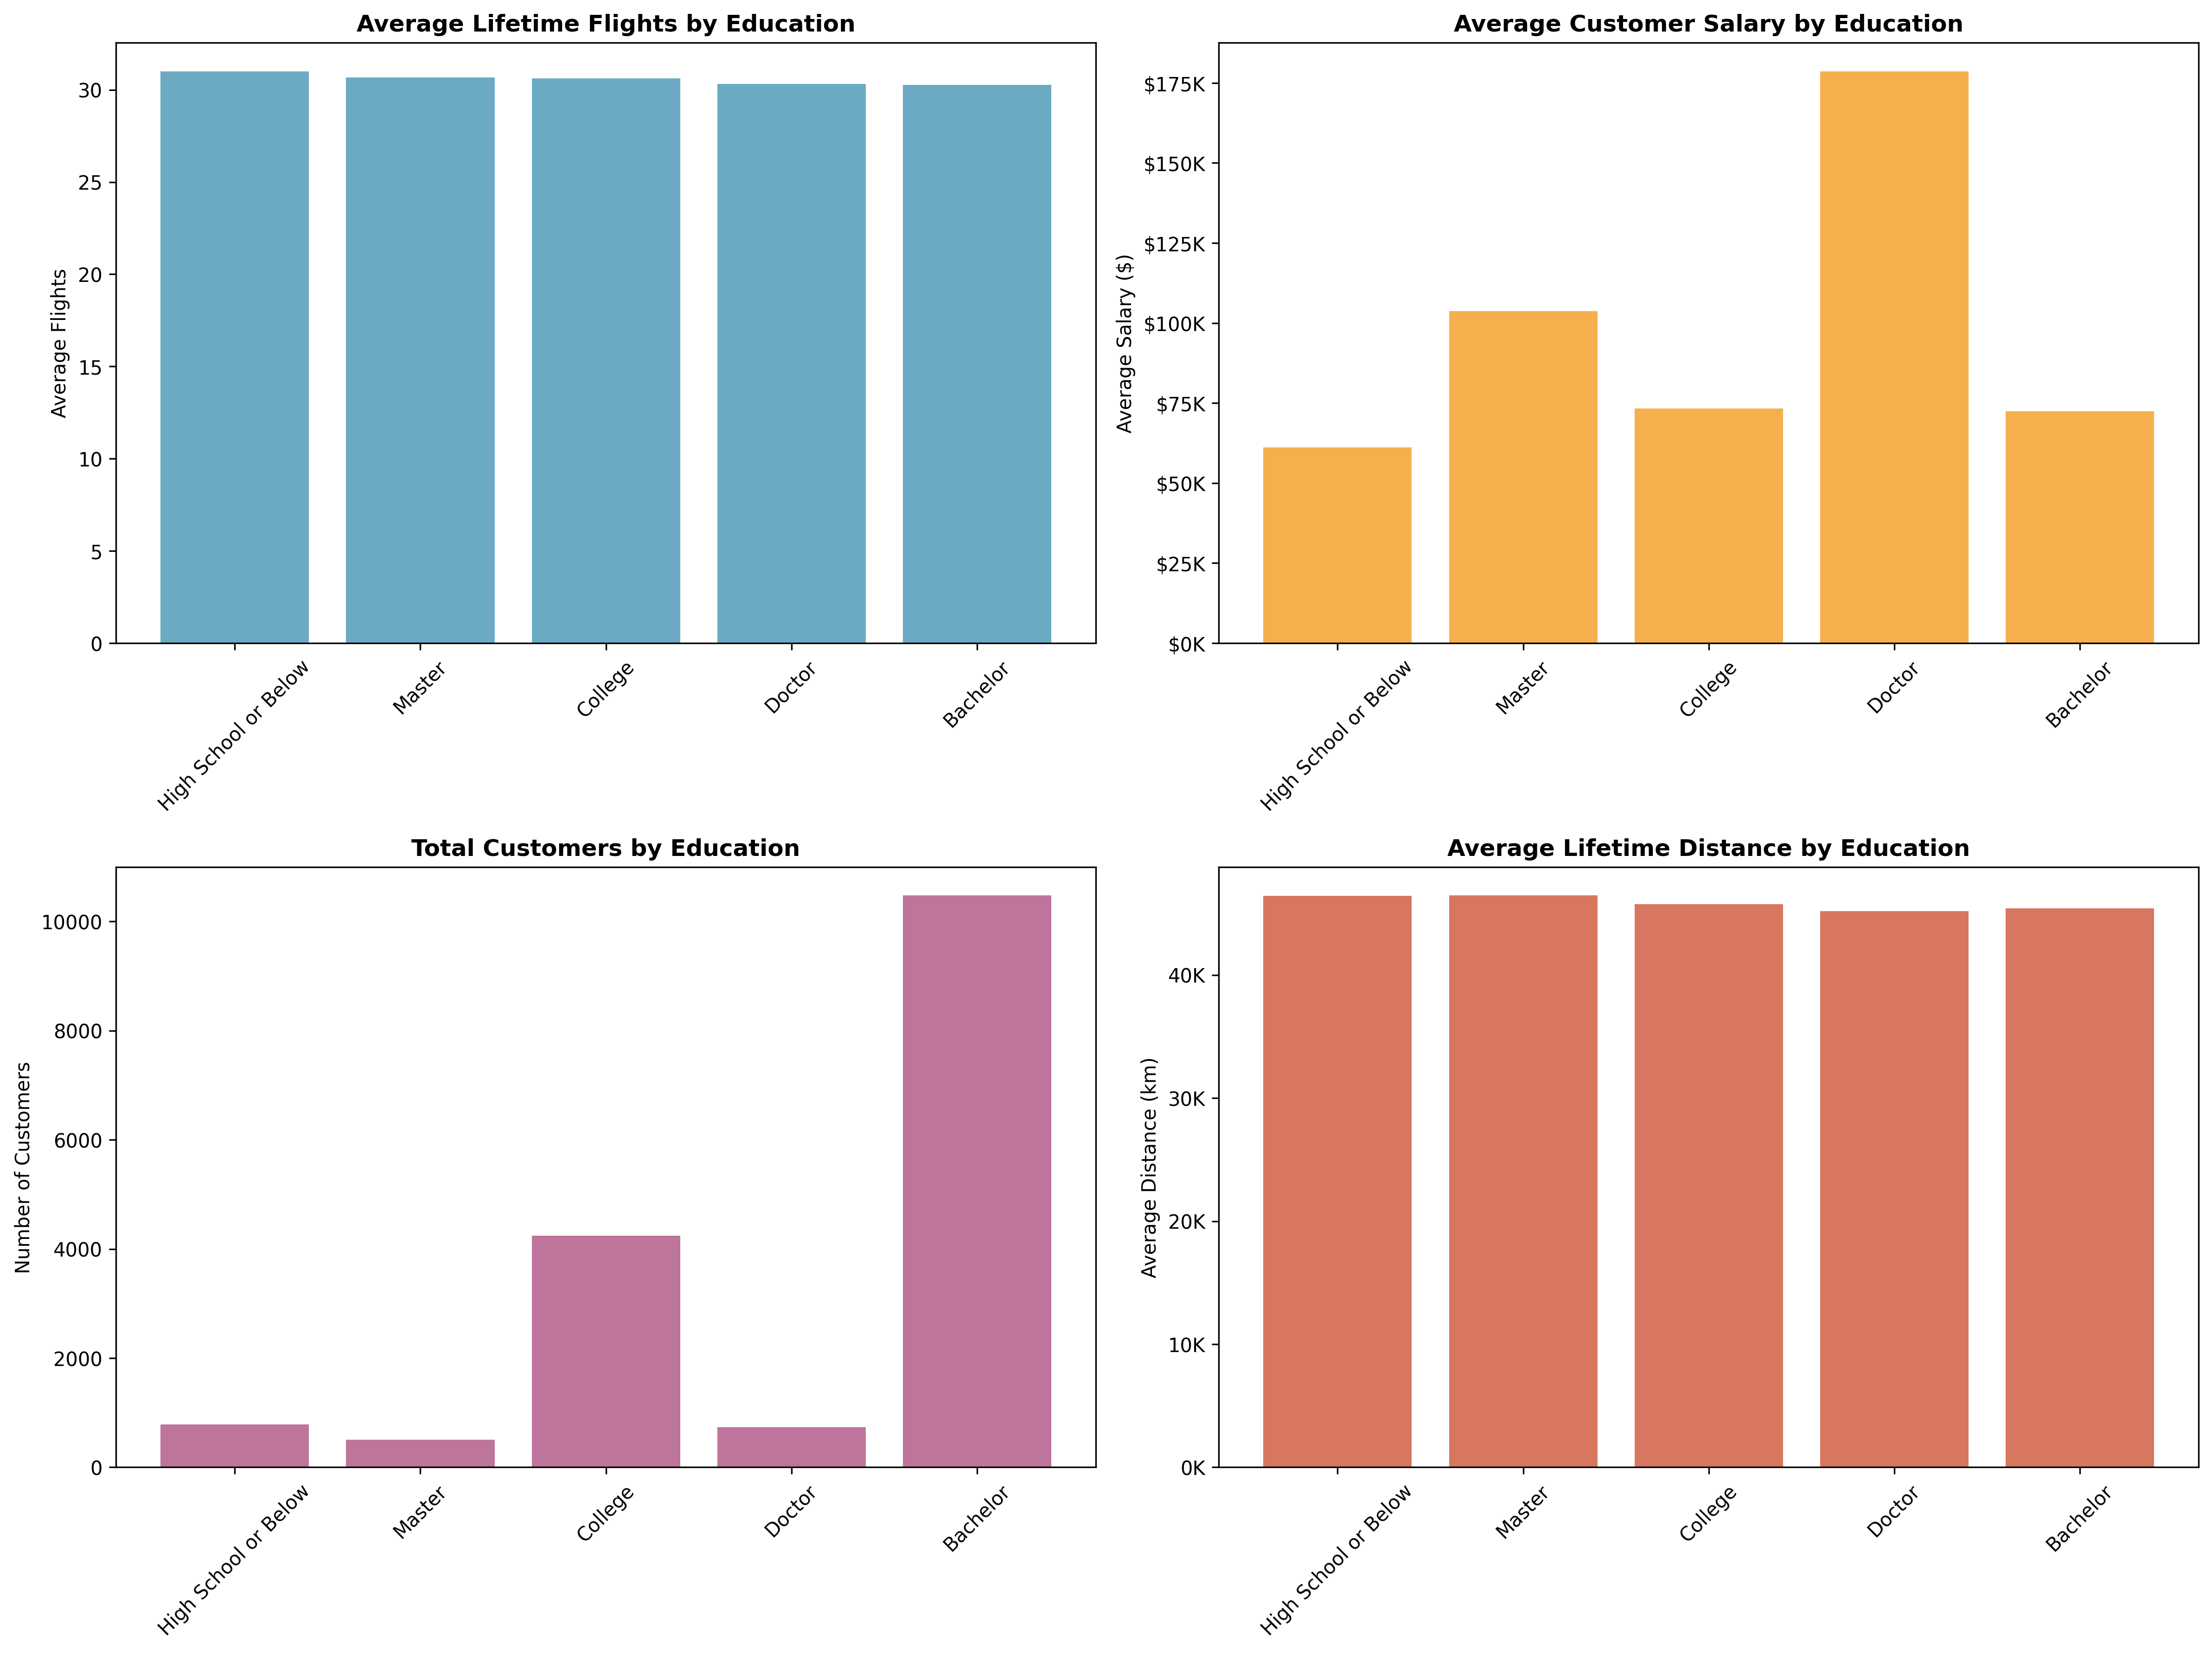 Average Lifetime Flights by Education
Average Flights
30
25
20
15
10
5
0
High School or Below
Master
College
Doctor
Bachelor
Average Customer Salary by Education
Average Salary ($)
$175K
$150K
$125K
$100K
$75K
$50K
$25K
$0K
High School or Below
Master
College
Doctor
Bachelor
Total Customers by Education
Number of Customers
10000
8000
6000
4000
2000
0
High School or Below
Master
College
Doctor
Bachelor
Average Lifetime Distance by Education
Average Distance (km)
40K
30K
20K
10K
0K
High School or Below
Master
College
Doctor
Bachelor